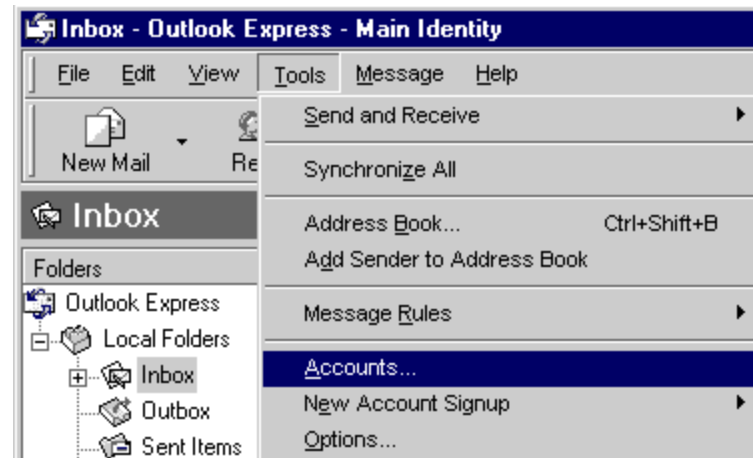 Inbox - Outlook Express - Main Identity
File Edit View Tools Message Help
Send and Receive
New Mail Re
Synchronize All
Inbox
Address Book... Ctrl+Shift+B
Add Sender to Address Book
Folders
Outlook Express
Message Rules
Local Folders
Accounts...
Inbox
New Account Signup
Outbox
Options...
Sent Items